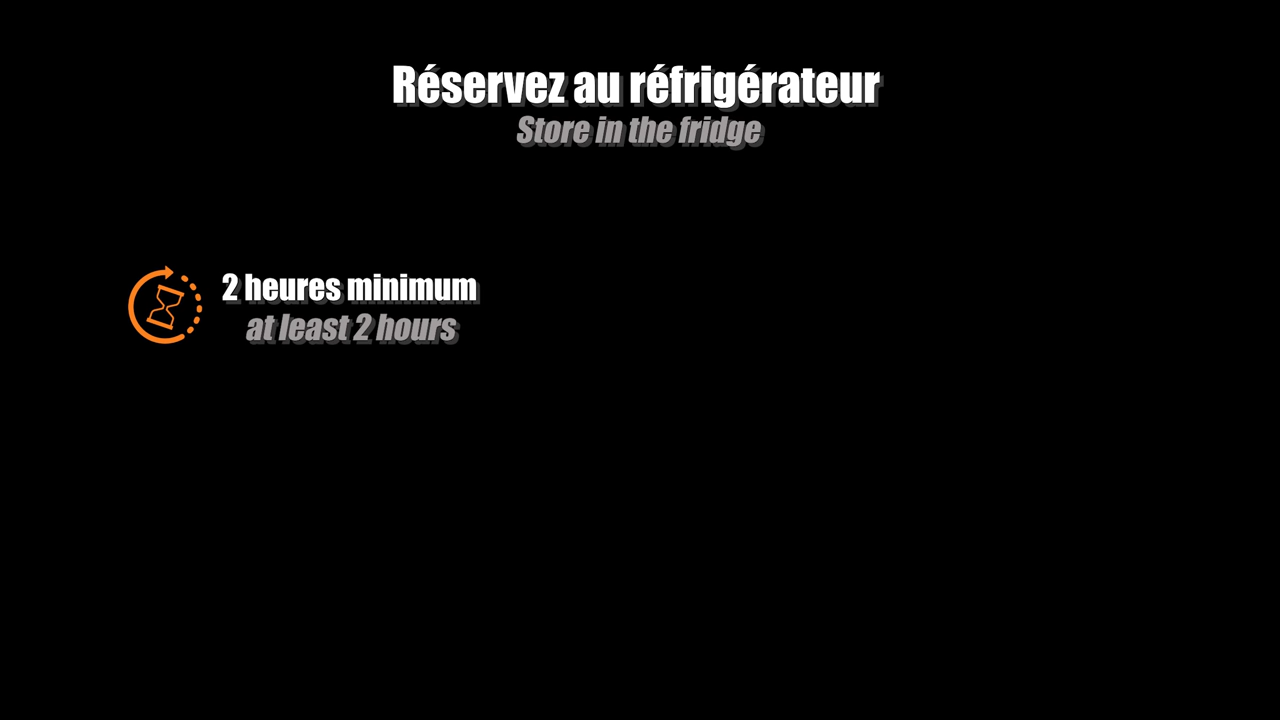 Réservez au réfrigérateur
Store in the fridge
2 heures minimum
at least 2 hours